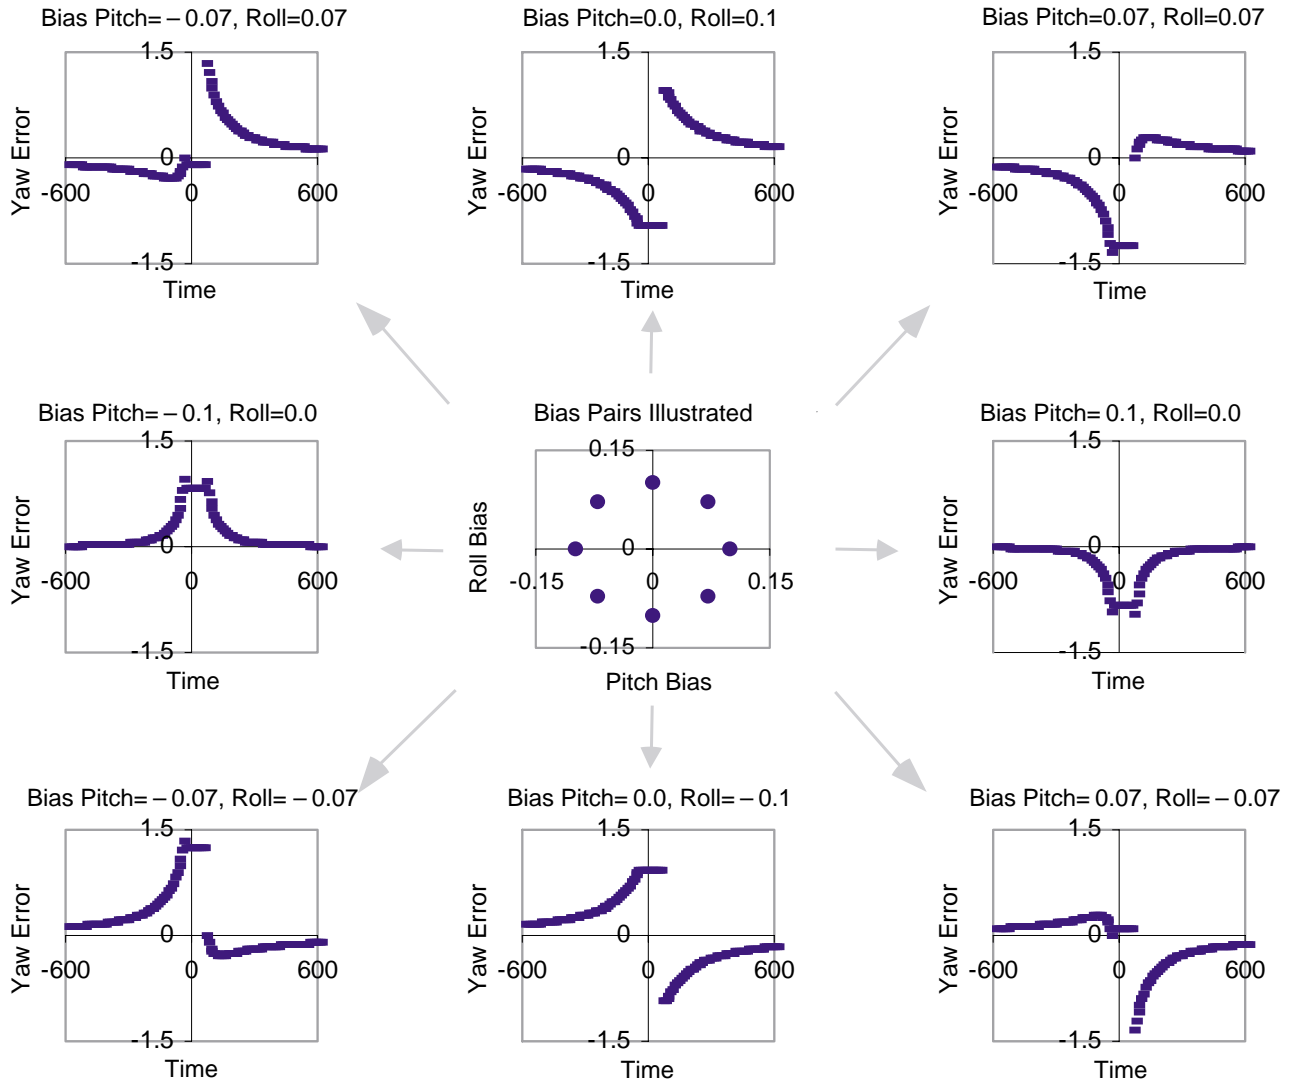 Bias Pitch= – 0.07, Roll=0.07
1.5
Yaw Error
0
-600
0
600
-1.5
Time
Bias Pitch=0.0, Roll=0.1
1.5
Yaw Error
0
-600
0
600
-1.5
Time
Bias Pitch=0.07, Roll=0.07
1.5
Yaw Error
0
-600
0
600
-1.5
Time
Bias Pitch= – 0.1, Roll=0.0
1.5
Yaw Error
0
-600
0
600
-1.5
Time
Bias Pairs Illustrated
0.15
Roll Bias
0
-0.15
0
0.15
-0.15
Pitch Bias
Bias Pitch= 0.1, Roll=0.0
1.5
Yaw Error
0
-600
0
600
-1.5
Time
Bias Pitch= – 0.07, Roll= – 0.07
1.5
Yaw Error
0
-600
0
600
-1.5
Time
Bias Pitch= 0.0, Roll= – 0.1
1.5
Yaw Error
0
-600
0
600
-1.5
Time
Bias Pitch= 0.07, Roll= – 0.07
1.5
Yaw Error
0
-600
0
600
-1.5
Time